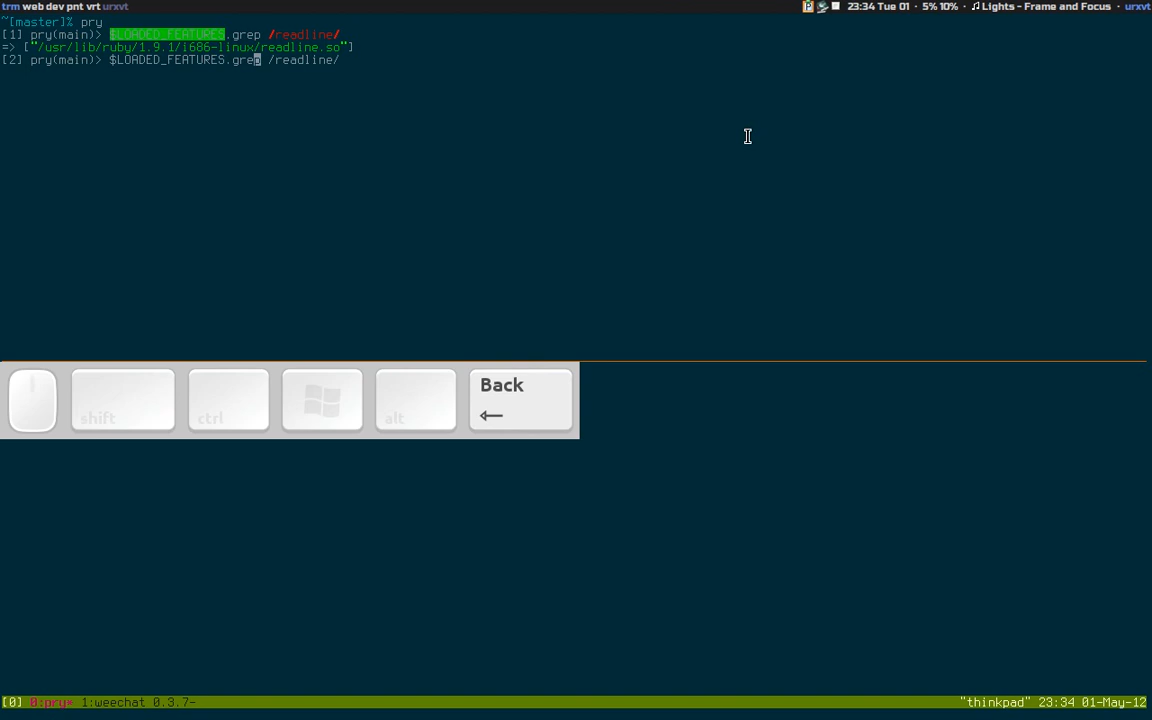 trm web dev pnt vrt urxvt
23:34 Tue 01 · 5% 10% · ♫ Lights - Frame and Focus · urxvt
~[master]% pry
[1] pry(main)> $LOADED_FEATURES.grep /readline/
=> ["/usr/lib/ruby/1.9.1/i686-linux/readline.so"]
[2] pry(main)> $LOADED_FEATURES.grep /readline/
shift
ctrl
alt
Back
[0] 0:pry* 1:weechat 0.3.7-
"thinkpad" 23:34 01-May-12